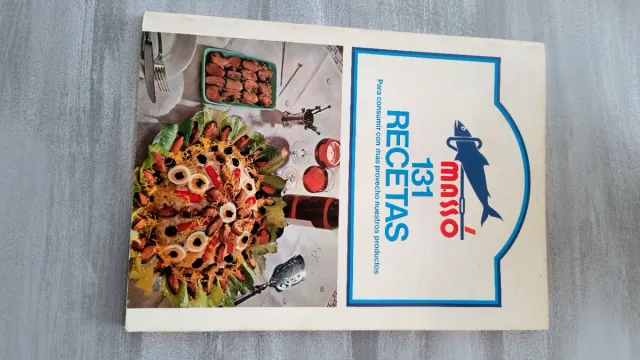 MASSÓ
131
RECETAS
Para consumir con más provecho nuestros productos